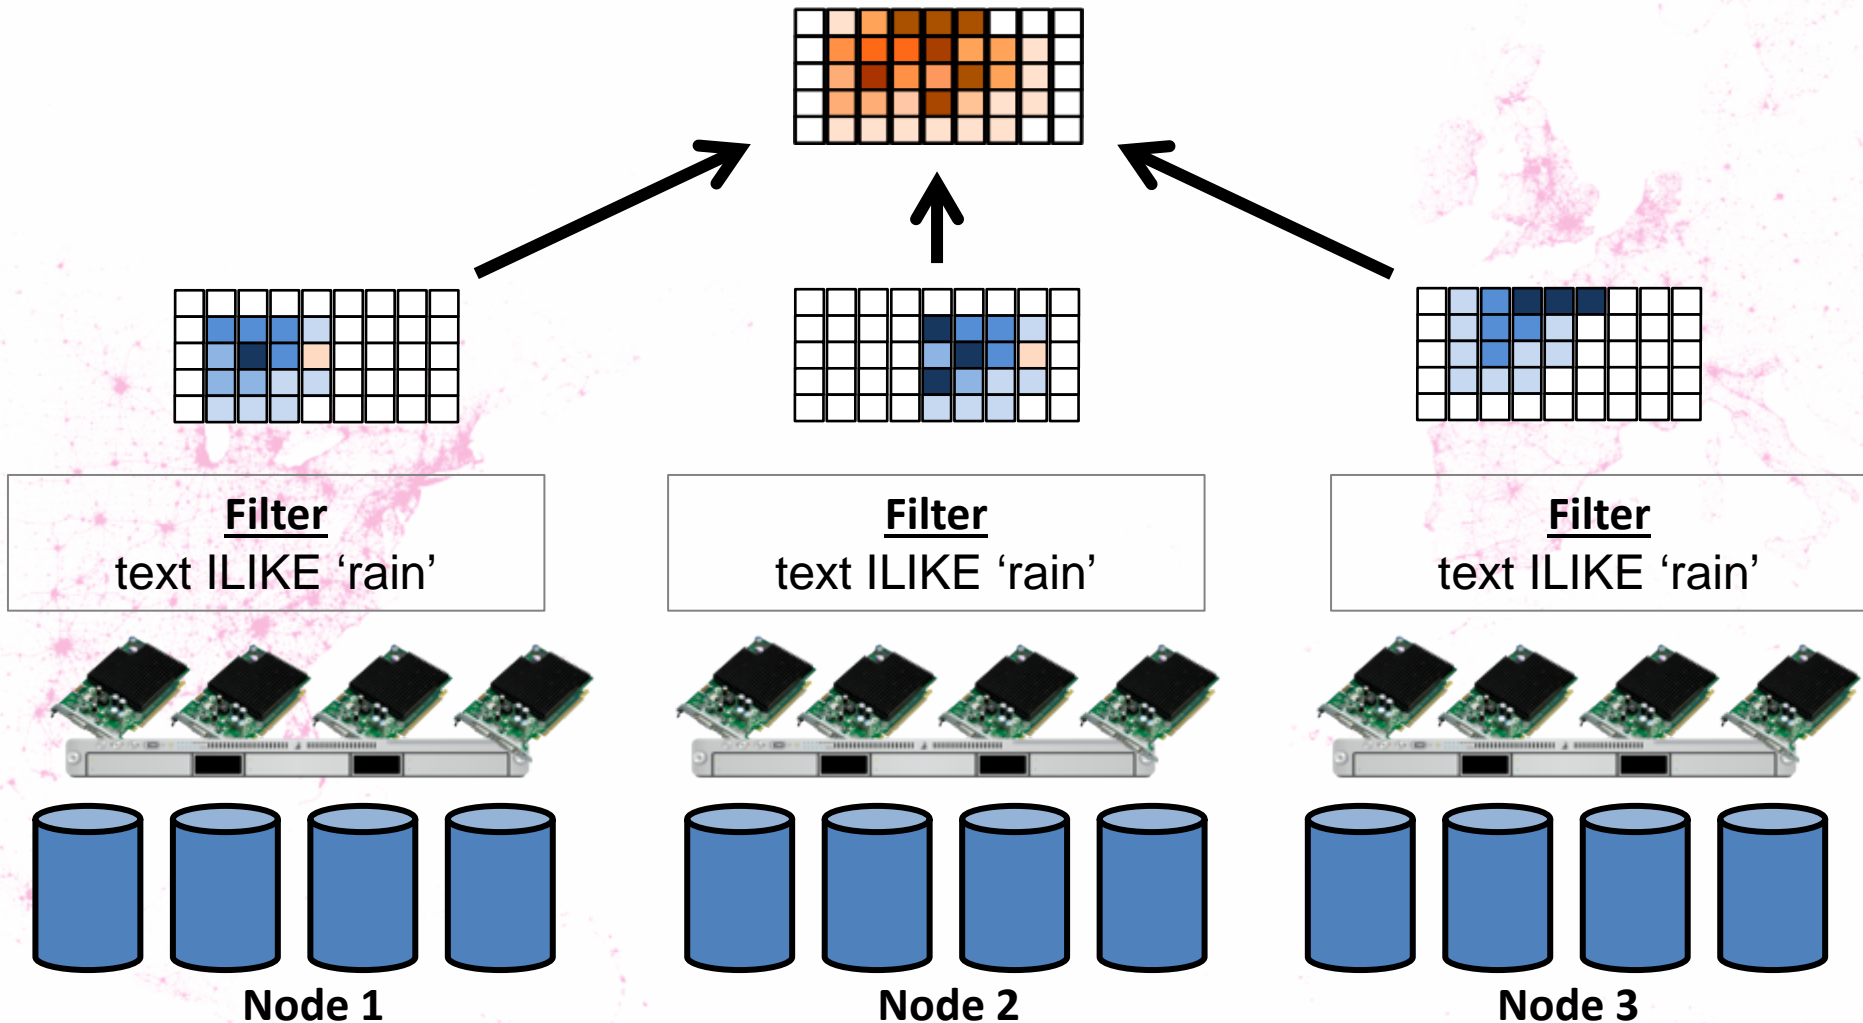 Filter
text ILIKE ‘rain’
Filter
text ILIKE ‘rain’
Filter
text ILIKE ‘rain’
Node 1
Node 2
Node 3